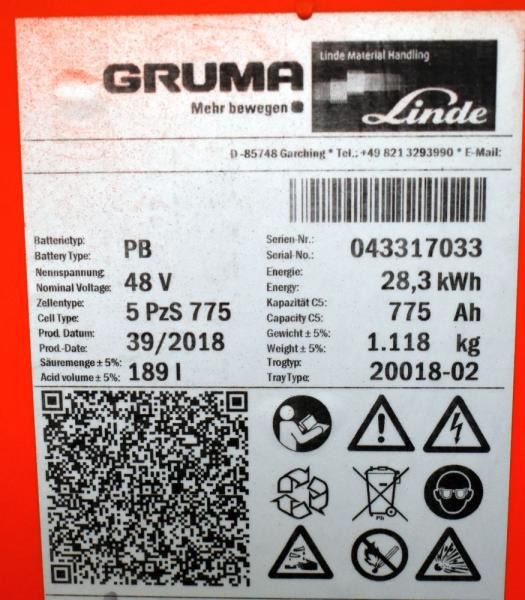 GRUMA
Mehr bewegen
Linde Material Handling
Linde
D-85748 Garching * Tel.: +49 821 3293990 * E-Mail:
Batterietyp:
Battery Type: PB
Serien-Nr.:
Serial-No.: 043317033
Nennspannung:
Nominal Voltage: 48 V
Energie:
Energy: 28,3 kWh
Zellentype:
Cell Type: 5 PzS 775
Kapazität C5:
Capacity C5: 775 Ah
Prod. Datum:
Prod.-Date: 39/2018
Gewicht ± 5%:
Weight ± 5%: 1.118 kg
Säuremenge ± 5%:
Acid volume ± 5%: 189 l
Trogtyp:
Tray Type: 20018-02
Pb